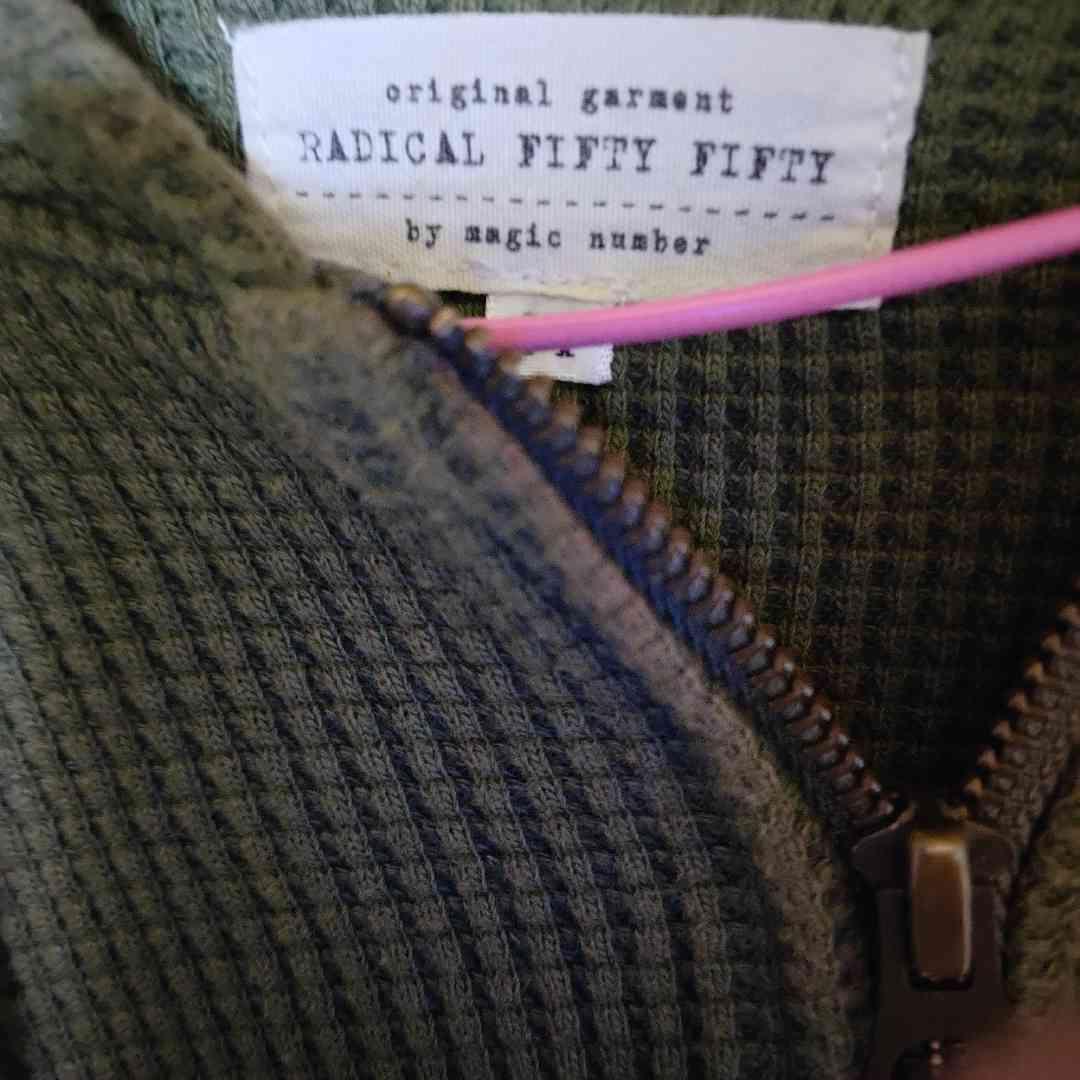 original garment
RADICAL FIFTY FIFTY
by magic number